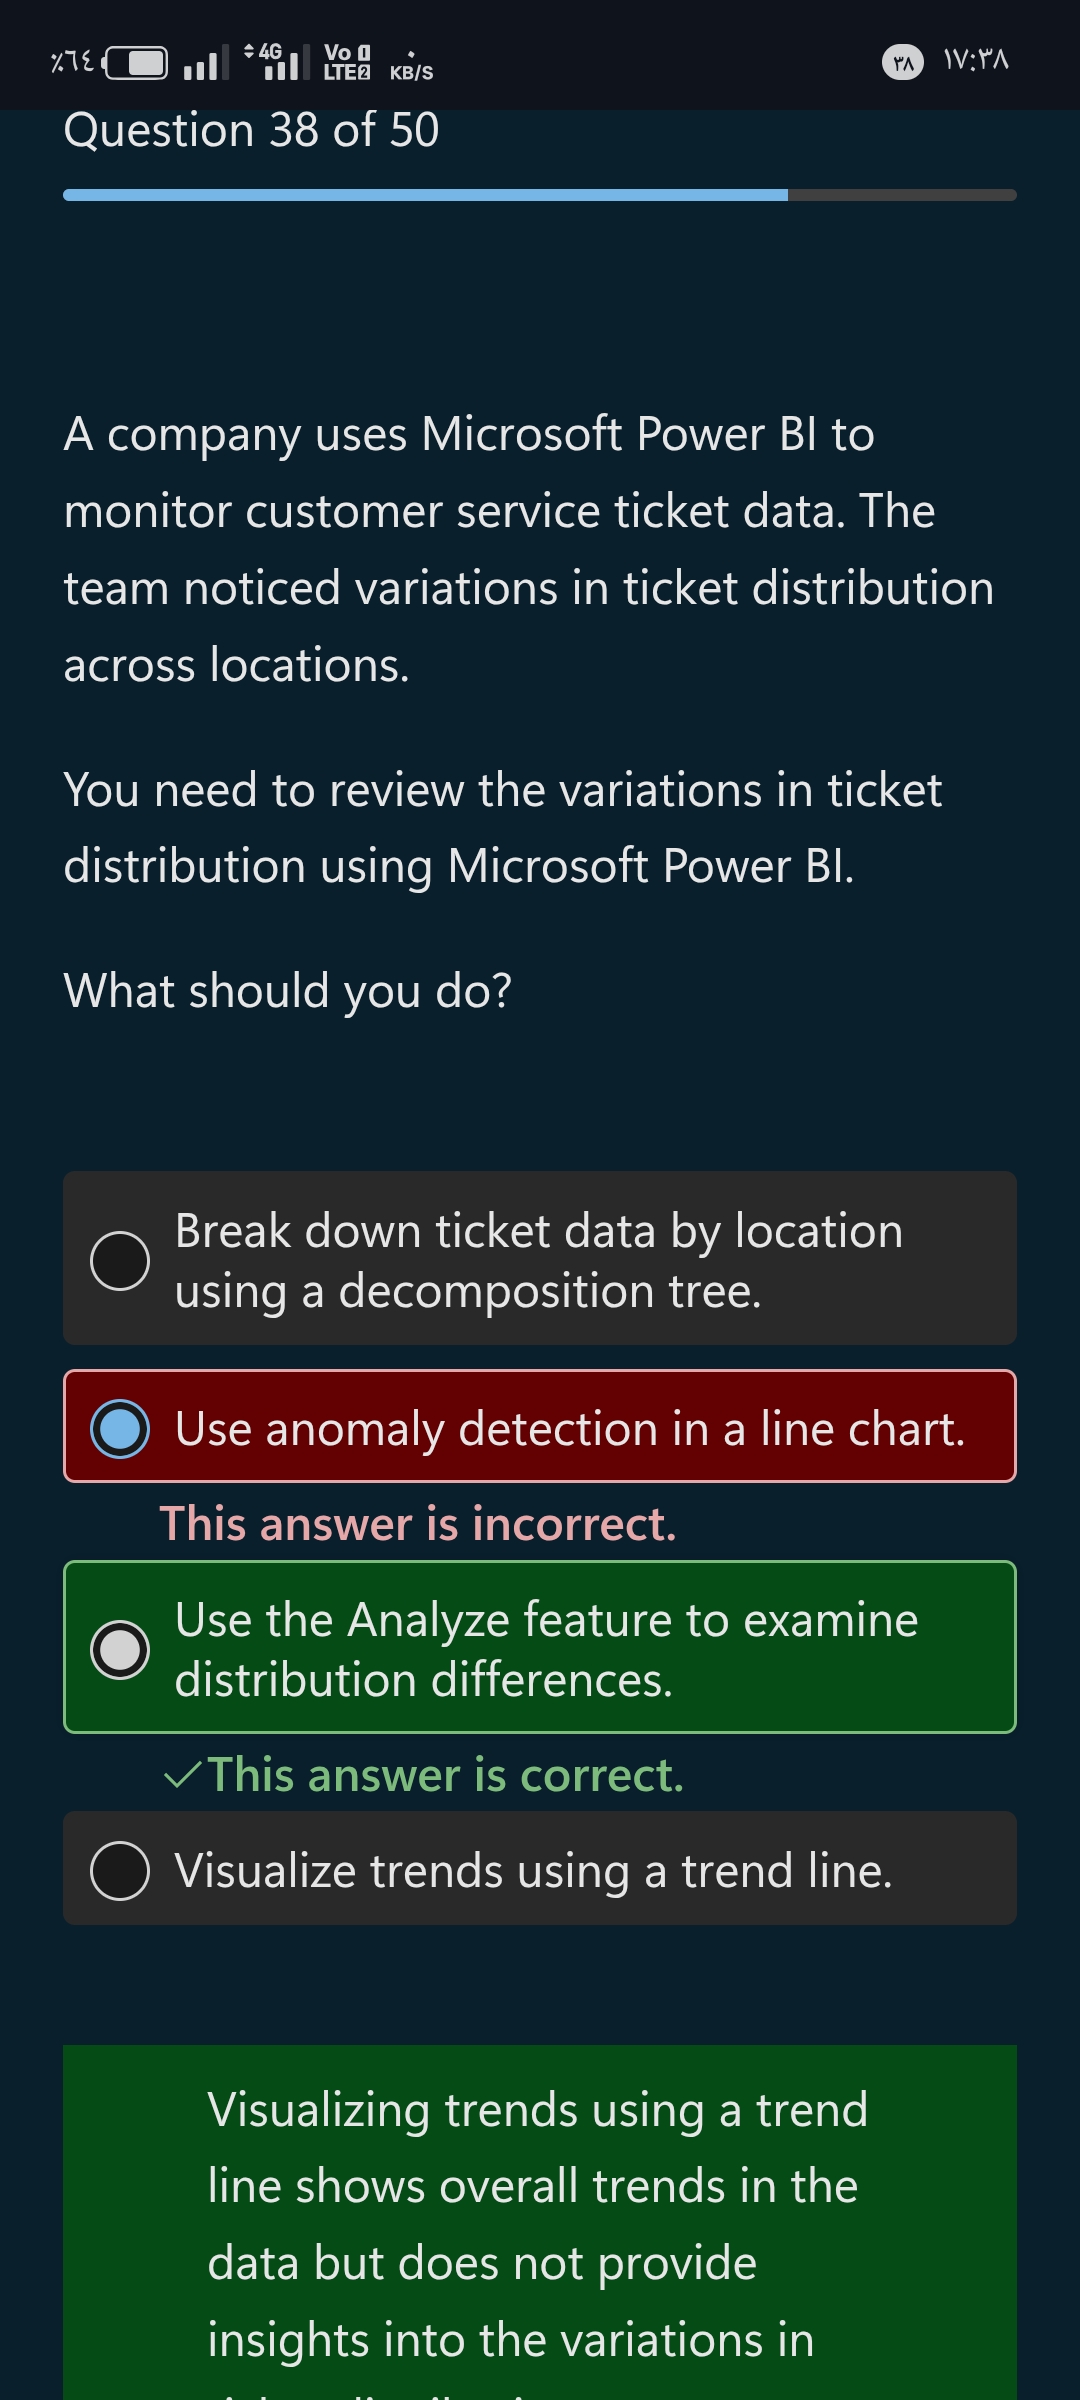 ٪٦٤
4G
Vo 1
LTE 2
٠
KB/S
٣٨
١٧:٣٨
Question 38 of 50
A company uses Microsoft Power BI to
monitor customer service ticket data. The
team noticed variations in ticket distribution
across locations.
You need to review the variations in ticket
distribution using Microsoft Power BI.
What should you do?
Break down ticket data by location
using a decomposition tree.
Use anomaly detection in a line chart.
This answer is incorrect.
Use the Analyze feature to examine
distribution differences.
✓This answer is correct.
Visualize trends using a trend line.
Visualizing trends using a trend
line shows overall trends in the
data but does not provide
insights into the variations in